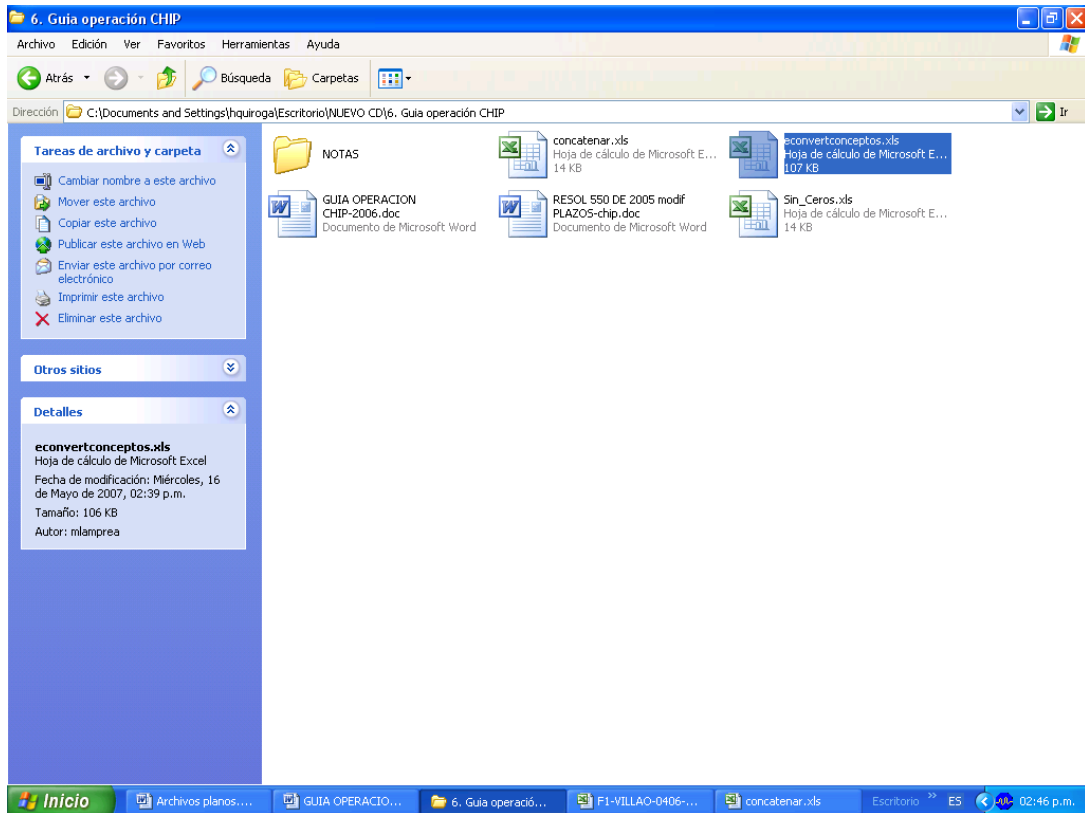 6. Guia operación CHIP
Archivo Edición Ver Favoritos Herramientas Ayuda
Atrás Búsqueda Carpetas
Dirección C:\Documents and Settings\hquiroga\Escritorio\NUEVO CD\6. Guia operación CHIP Ir
Tareas de archivo y carpeta
Cambiar nombre a este archivo
Mover este archivo
Copiar este archivo
Publicar este archivo en Web
Enviar este archivo por correo
electrónico
Imprimir este archivo
Eliminar este archivo
Otros sitios
Detalles
econvertconceptos.xls
Hoja de cálculo de Microsoft Excel
Fecha de modificación: Miércoles, 16
de Mayo de 2007, 02:39 p.m.
Tamaño: 106 KB
Autor: mlamprea
NOTAS
concatenar.xls
Hoja de cálculo de Microsoft E...
14 KB
econvertconceptos.xls
Hoja de cálculo de Microsoft E...
107 KB
GUIA OPERACION
CHIP-2006.doc
Documento de Microsoft Word
RESOL 550 DE 2005 modif
PLAZOS-chip.doc
Documento de Microsoft Word
Sin_Ceros.xls
Hoja de cálculo de Microsoft E...
14 KB
Inicio Archivos planos.... GUIA OPERACIO... 6. Guia operació... F1-VILLAO-0406-... concatenar.xls Escritorio » ES 02:46 p.m.